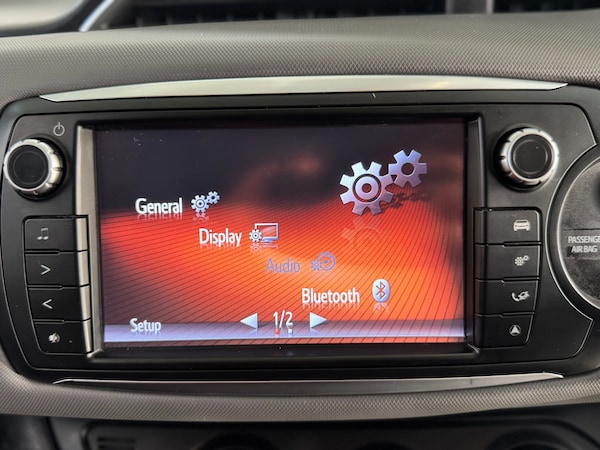 General
Display
Audio
Bluetooth
Setup
1/2
PASSENGER
AIR BAG